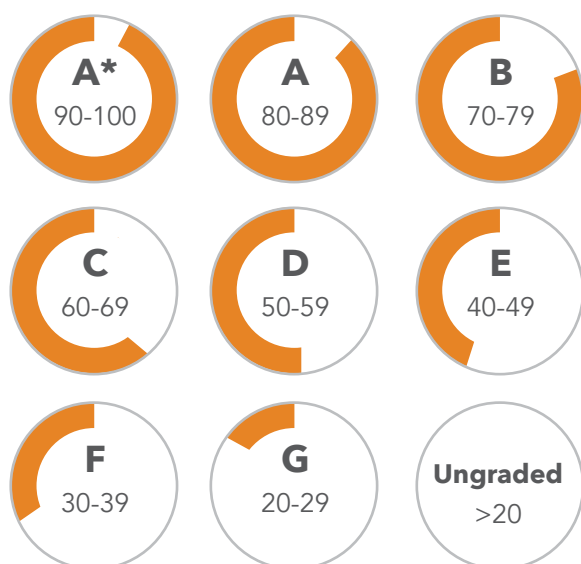 A*
90-100
A
80-89
B
70-79
C
60-69
D
50-59
E
40-49
F
30-39
G
20-29
Ungraded
>20